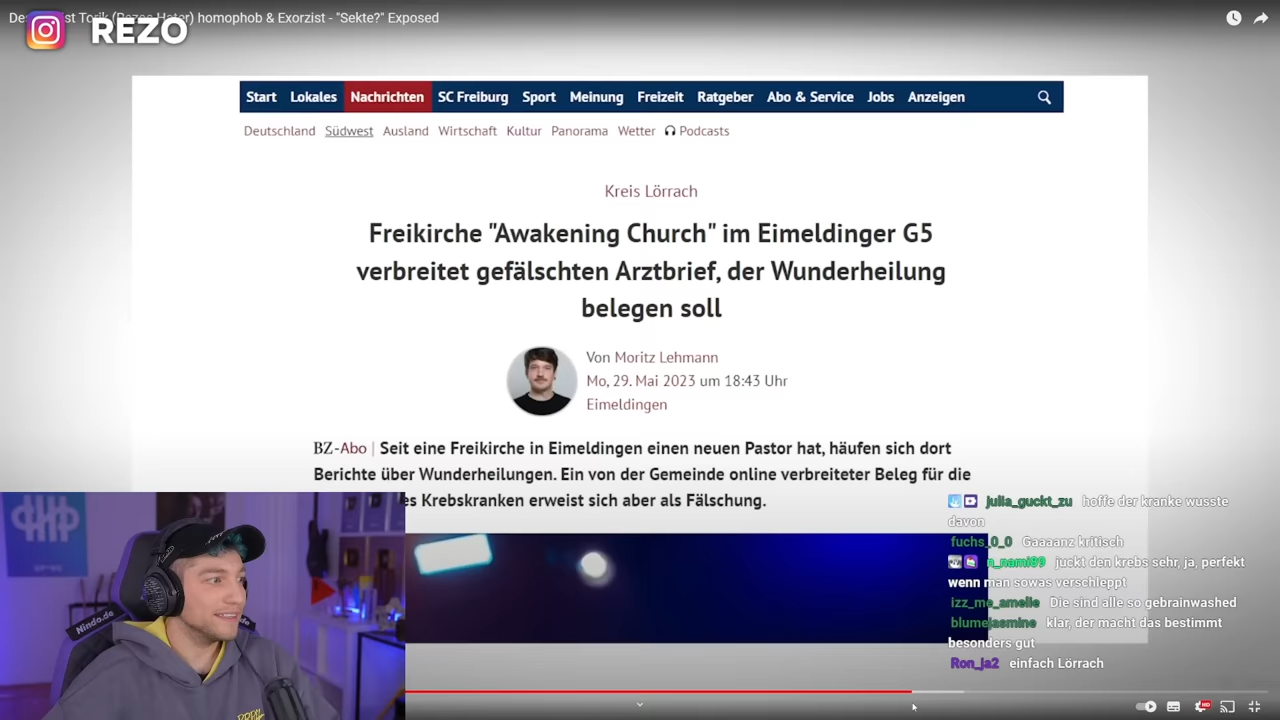 homophob & Exorzist - "Sekte?" Exposed
REZO
Start Lokales Nachrichten SC Freiburg Sport Meinung Freizeit Ratgeber Abo & Service Jobs Anzeigen
Deutschland Südwest Ausland Wirtschaft Kultur Panorama Wetter Podcasts
Kreis Lörrach
Freikirche "Awakening Church" im Eimeldinger G5
verbreitet gefälschten Arztbrief, der Wunderheilung
belegen soll
Von Moritz Lehmann
Mo, 29. Mai 2023 um 18:43 Uhr
Eimeldingen
BZ-Abo | Seit eine Freikirche in Eimeldingen einen neuen Pastor hat, häufen sich dort
Berichte über Wunderheilungen. Ein von der Gemeinde online verbreiteter Beleg für die
es Krebskranken erweist sich aber als Fälschung.
julia_guckt_zu hoffe der kranke wusste
davon
fuchs_0_0 Gaaaanz kritisch
n_nami89 juckt den krebs sehr, ja, perfekt
wenn man sowas verschleppt
izz_me_amelie Die sind alle so gebrainwashed
blumejasmine klar, der macht das bestimmt
besonders gut
Ron_ja2 einfach Lörrach
Nindo.de
HD